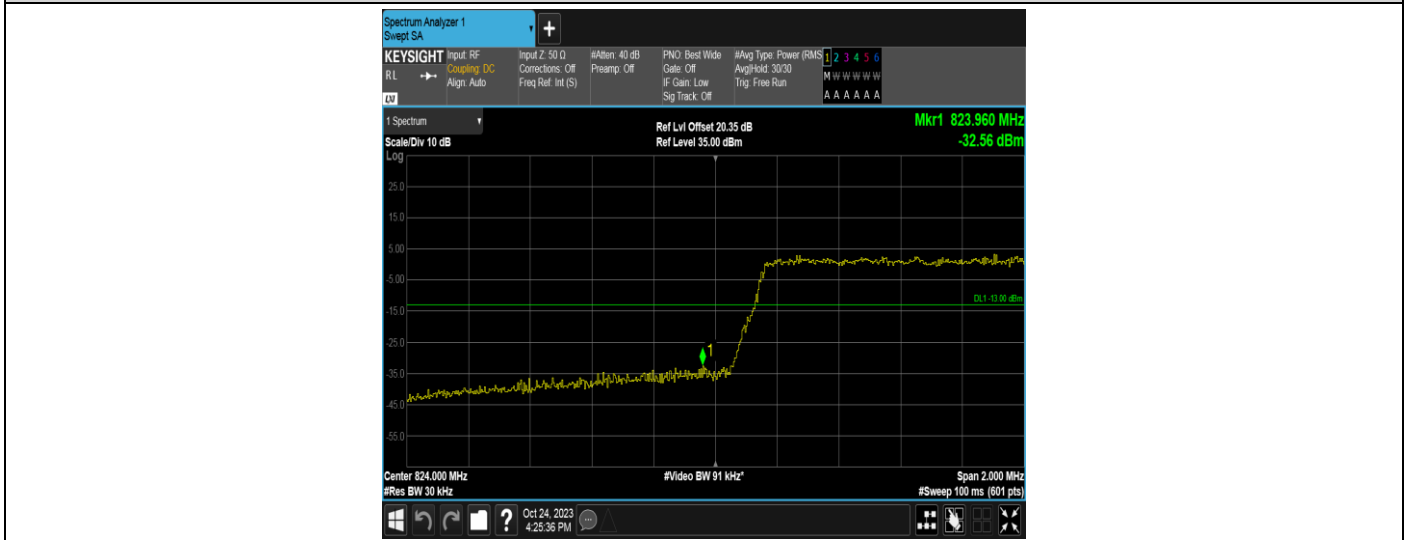 Spectrum Analyzer 1
Swept SA
+
KEYSIGHT
RL
LXI
Input: RF
Coupling: DC
Align: Auto
Input Z: 50 Ω
Corrections: Off
Freq Ref: Int (S)
#Atten: 40 dB
Preamp: Off
PNO: Best Wide
Gate: Off
IF Gain: Low
Sig Track: Off
#Avg Type: Power (RMS
Avg|Hold: 30/30
Trig: Free Run
1 2 3 4 5 6
M W W W W W
A A A A A A
1 Spectrum
Scale/Div 10 dB
Ref Lvl Offset 20.35 dB
Ref Level 35.00 dBm
Mkr1 823.960 MHz
-32.56 dBm
Log
25.0
15.0
5.00
-5.00
DL1 -13.00 dBm
-15.0
-25.0
1
-35.0
-45.0
-55.0
Center 824.000 MHz
#Res BW 30 kHz
#Video BW 91 kHz*
Span 2.000 MHz
#Sweep 100 ms (601 pts)
?
Oct 24, 2023
4:25:36 PM